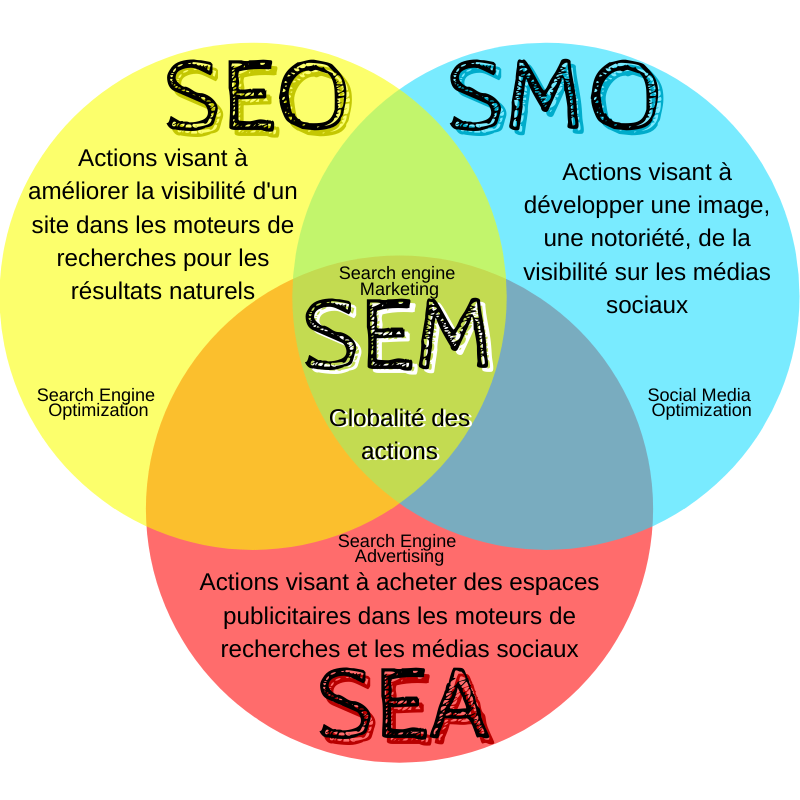 SEO
Actions visant à
améliorer la visibilité d'un
site dans les moteurs de
recherches pour les
résultats naturels
Search Engine
Optimization
SMO
Actions visant à
développer une image,
une notoriété, de la
visibilité sur les médias
sociaux
Social Media
Optimization
Search engine
Marketing
SEM
Globalité des
actions
Search Engine
Advertising
Actions visant à acheter des espaces
publicitaires dans les moteurs de
recherches et les médias sociaux
SEA